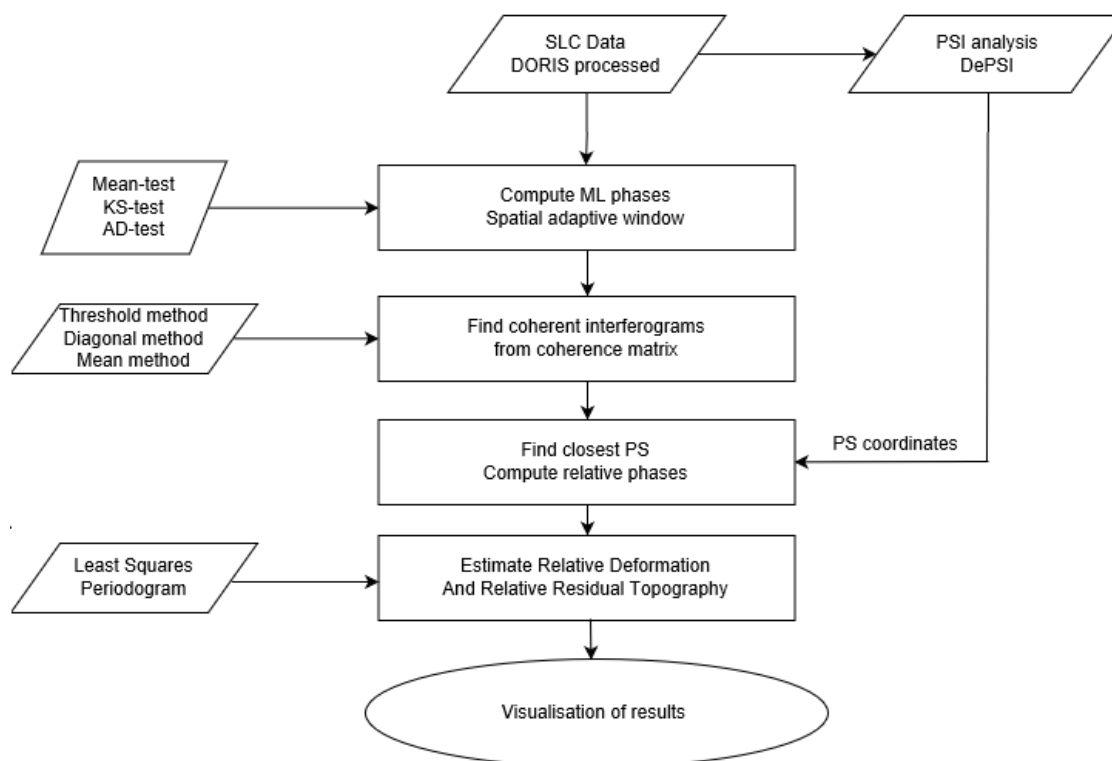 SLC Data
DORIS processed
PSI analysis
DePSI
Mean-test
KS-test
AD-test
Compute ML phases
Spatial adaptive window
Threshold method
Diagonal method
Mean method
Find coherent interferograms
from coherence matrix
Find closest PS
Compute relative phases
PS coordinates
Least Squares
Periodogram
Estimate Relative Deformation
And Relative Residual Topography
Visualisation of results